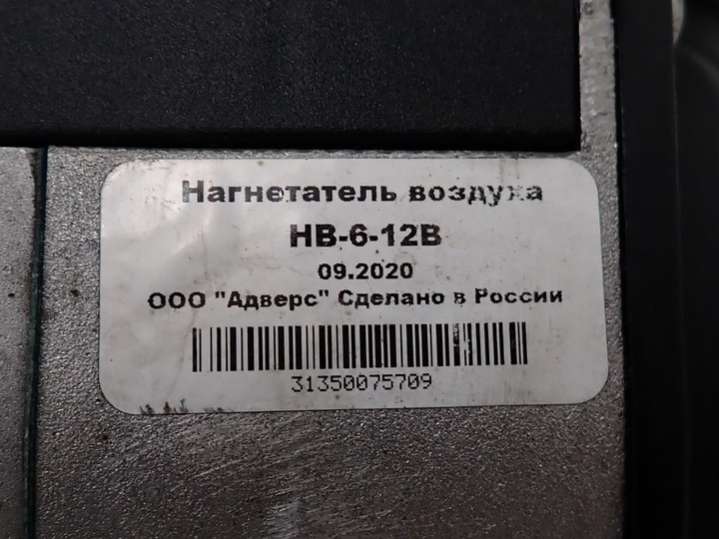 Нагнетатель воздуха
НВ-6-12В
09.2020
ООО "Адверс" Сделано в России
31350075709